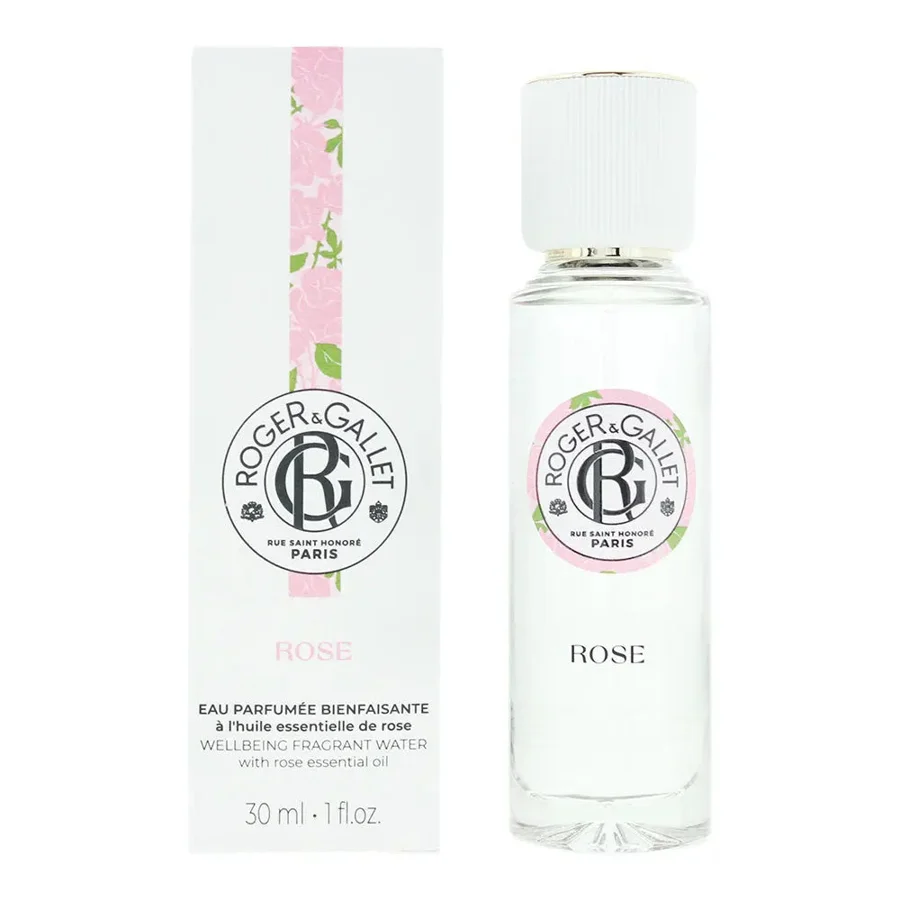 ROGER & GALLET
RG
RUE SAINT HONORÉ
PARIS
ROSE
EAU PARFUMÉE BIENFAISANTE
à l'huile essentielle de rose
WELLBEING FRAGRANT WATER
with rose essential oil
30 ml • 1 fl.oz.
ROGER & GALLET
RG
RUE SAINT HONORÉ
PARIS
ROSE